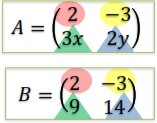 A = (2 −3
3x 2y)
B = (2 −3
9 14)